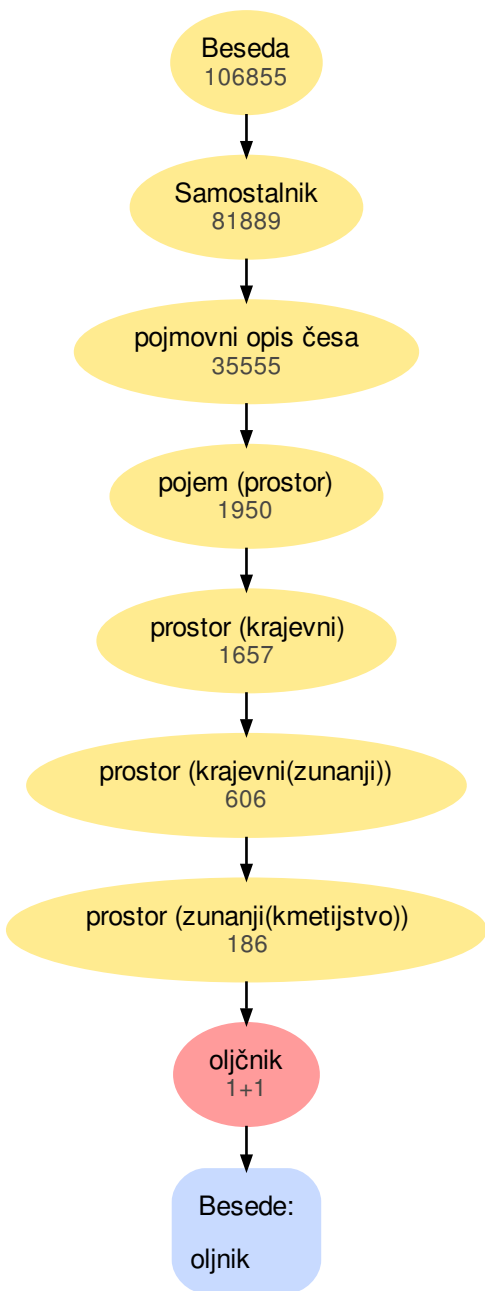 Beseda
106855
Samostalnik
81889
pojmovni opis česa
35555
pojem (prostor)
1950
prostor (krajevni)
1657
prostor (krajevni(zunanji))
606
prostor (zunanji(kmetijstvo))
186
oljčnik
1+1
Besede:
oljnik